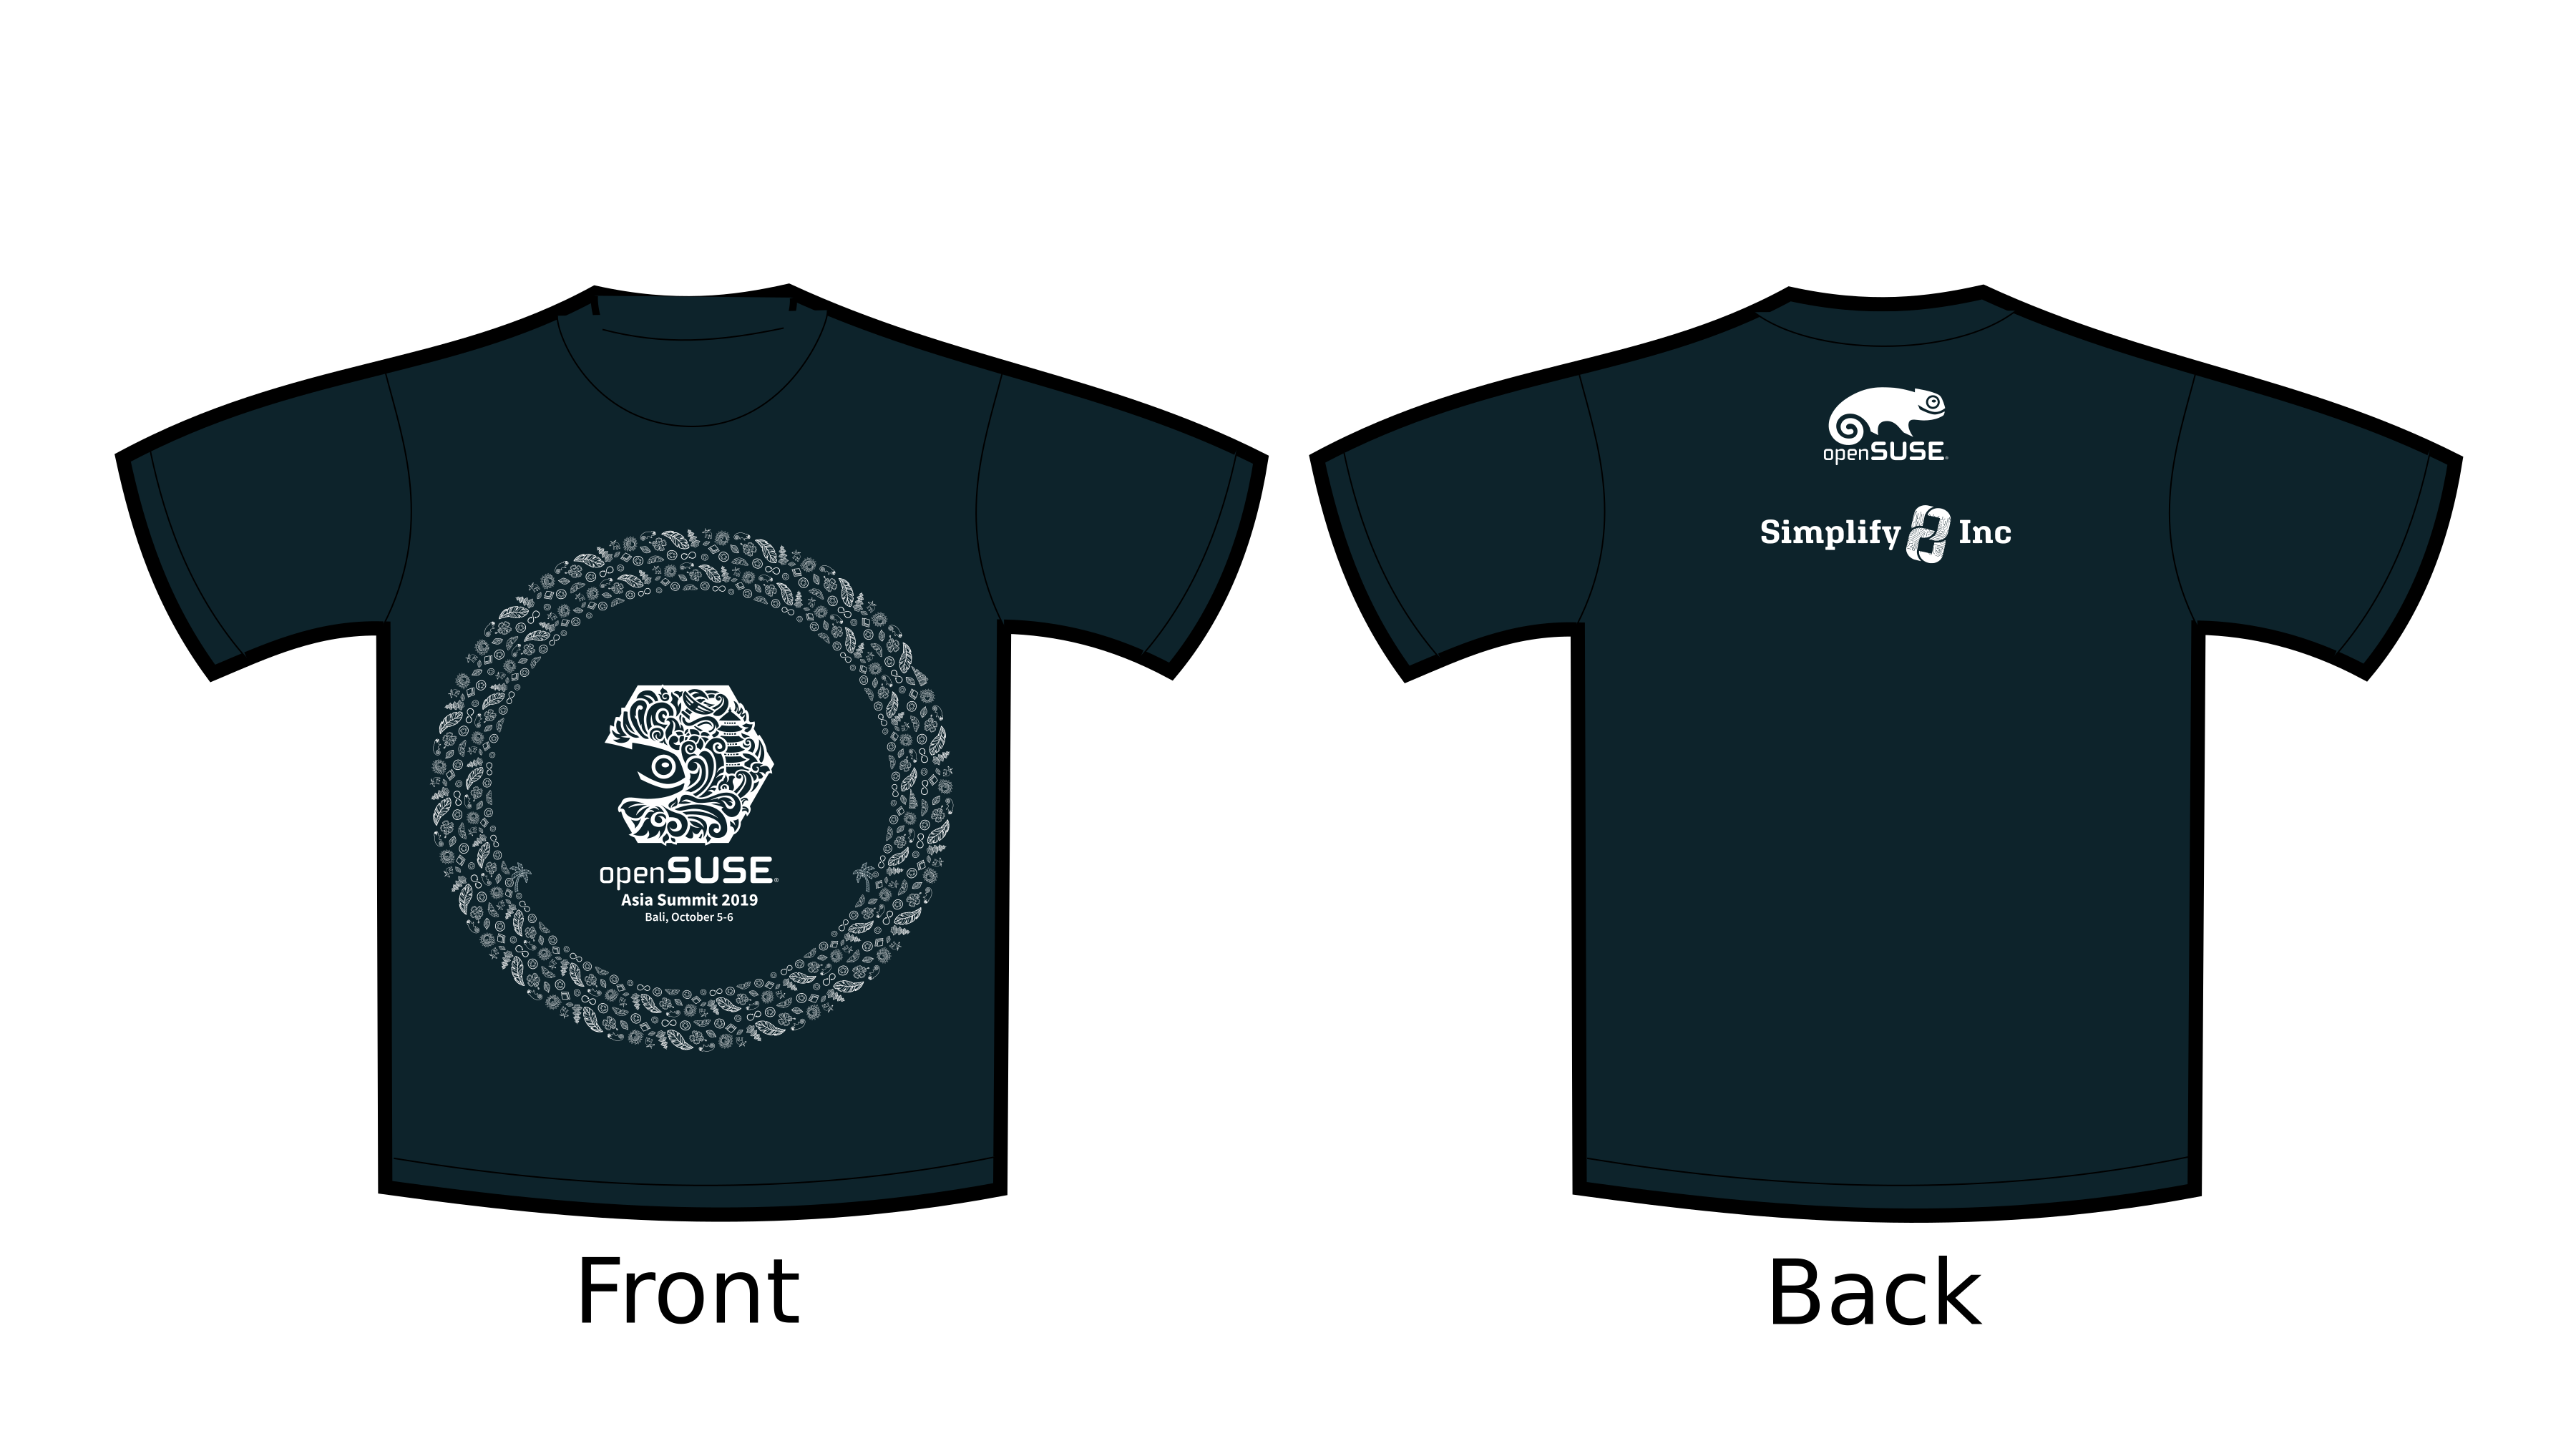 openSUSE
Asia Summit 2019
Bali, October 5-6
openSUSE
Simplify Inc
Front
Back